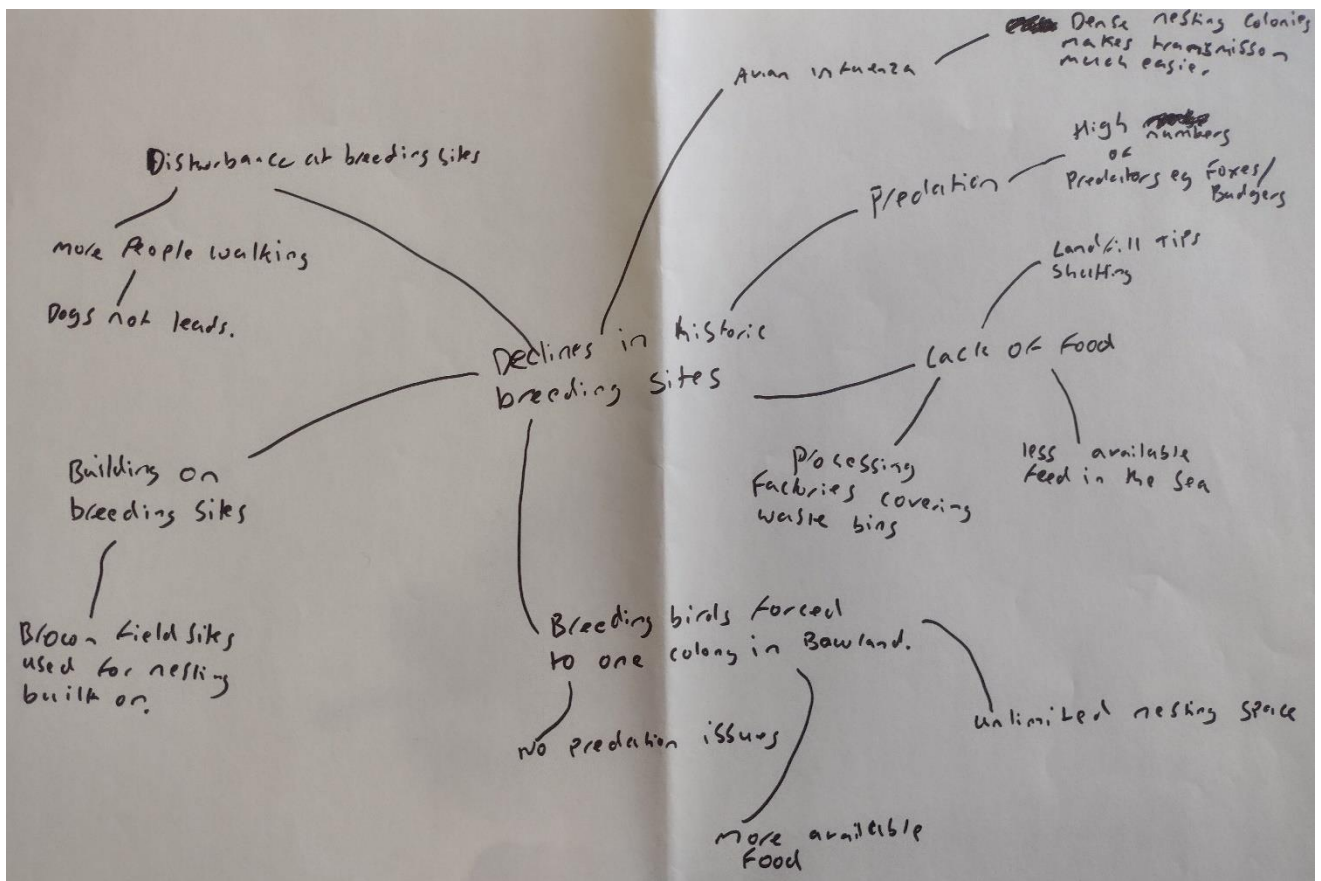 Dense nesting colonies
makes transmisson
much easier.
Avian influenza
High numbers
of
Predators eg Foxes/
Badgers
Predation
Disturbance at breeding sites
more People walking
Dogs not leads.
Landfill Tips
Shutting
Lack of Food
Declines in historic
breeding sites
Processing
Factories covering
waste bins
less available
feed in the sea
Building on
breeding sites
Brown field sites
used for nesting
built on.
Breeding birds forced
to one colony in Bowland.
No predation issues
unlimited nesting space
more available
Food